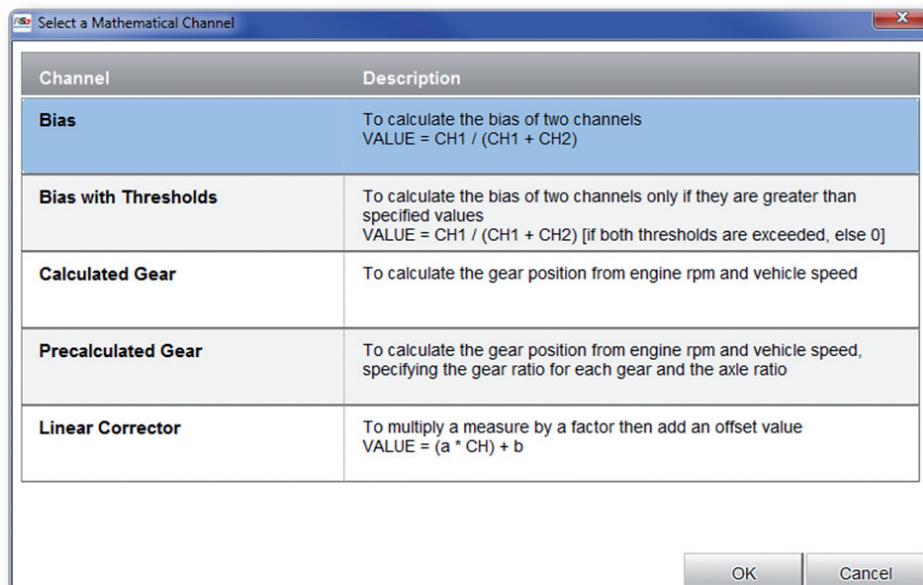 Select a Mathematical Channel
Channel Description
Bias
To calculate the bias of two channels
VALUE = CH1 / (CH1 + CH2)
Bias with Thresholds
To calculate the bias of two channels only if they are greater than
specified values
VALUE = CH1 / (CH1 + CH2) [if both thresholds are exceeded, else 0]
Calculated Gear
To calculate the gear position from engine rpm and vehicle speed
Precalculated Gear
To calculate the gear position from engine rpm and vehicle speed,
specifying the gear ratio for each gear and the axle ratio
Linear Corrector
To multiply a measure by a factor then add an offset value
VALUE = (a * CH) + b
OK Cancel